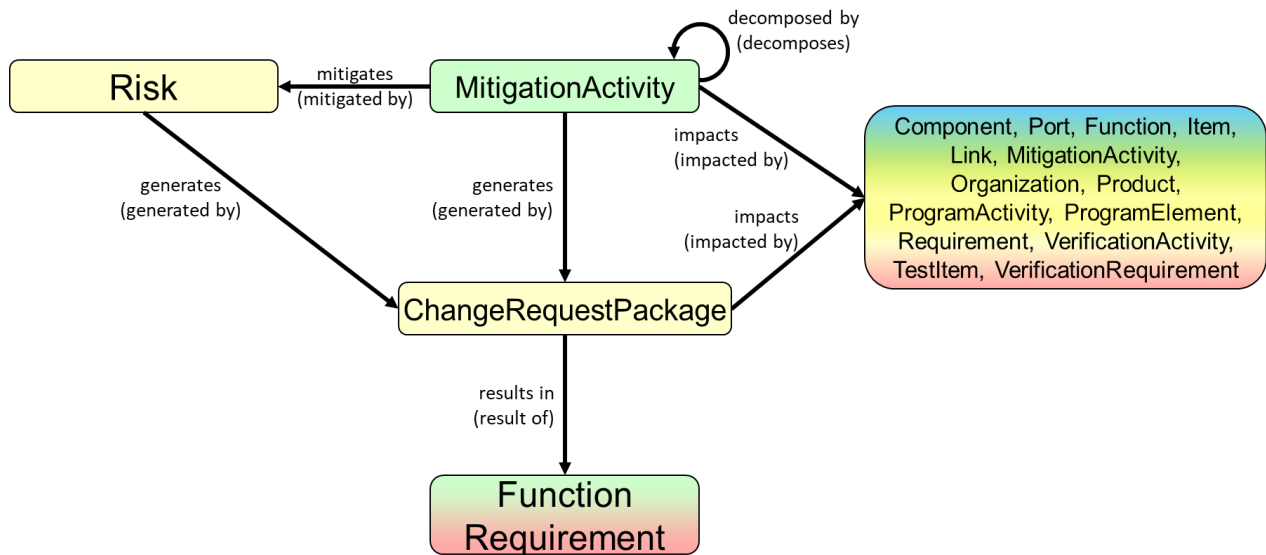 decomposed by
(decomposes)
Risk
mitigates
(mitigated by)
MitigationActivity
impacts
(impacted by)
Component, Port, Function, Item,
Link, MitigationActivity,
Organization, Product,
ProgramActivity, ProgramElement,
Requirement, VerificationActivity,
TestItem, VerificationRequirement
generates
(generated by)
generates
(generated by)
impacts
(impacted by)
ChangeRequestPackage
results in
(result of)
Function
Requirement